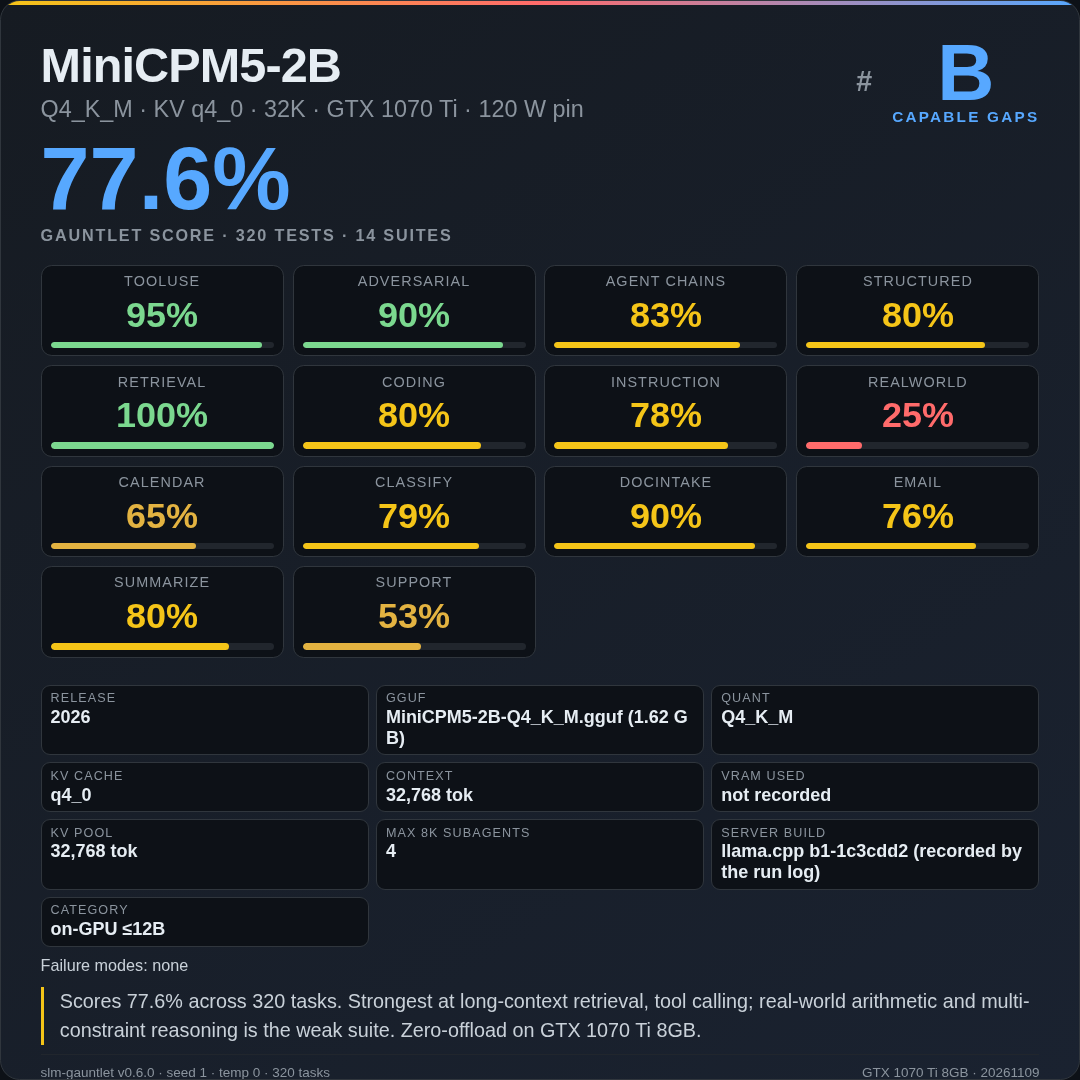 MiniCPM5-2B
Q4_K_M · KV q4_0 · 32K · GTX 1070 Ti · 120 W pin
#
B
CAPABLE GAPS
77.6%
GAUNTLET SCORE · 320 TESTS · 14 SUITES
TOOLUSE
95%
ADVERSARIAL
90%
AGENT CHAINS
83%
STRUCTURED
80%
RETRIEVAL
100%
CODING
80%
INSTRUCTION
78%
REALWORLD
25%
CALENDAR
65%
CLASSIFY
79%
DOCINTAKE
90%
EMAIL
76%
SUMMARIZE
80%
SUPPORT
53%
RELEASE
2026
GGUF
MiniCPM5-2B-Q4_K_M.gguf (1.62 G
B)
QUANT
Q4_K_M
KV CACHE
q4_0
CONTEXT
32,768 tok
VRAM USED
not recorded
KV POOL
32,768 tok
MAX 8K SUBAGENTS
4
SERVER BUILD
llama.cpp b1-1c3cdd2 (recorded by
the run log)
CATEGORY
on-GPU ≤12B
Failure modes: none
Scores 77.6% across 320 tasks. Strongest at long-context retrieval, tool calling; real-world arithmetic and multi-
constraint reasoning is the weak suite. Zero-offload on GTX 1070 Ti 8GB.
slm-gauntlet v0.6.0 · seed 1 · temp 0 · 320 tasks
GTX 1070 Ti 8GB · 20261109